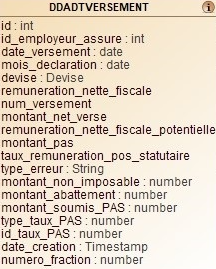 DDADTVERSEMENT
id : int
id_employeur_assure : int
date_versement : date
mois_declaration : date
devise : Devise
remuneration_nette_fiscale
num_versement
montant_net_verse
remuneration_nette_fiscale_potentielle
montant_pas
taux_remuneration_pos_statutaire
type_erreur : String
montant_non_imposable : number
montant_abattement : number
montant_soumis_PAS : number
type_taux_PAS : number
id_taux_PAS : number
date_creation : Timestamp
numero_fraction : number